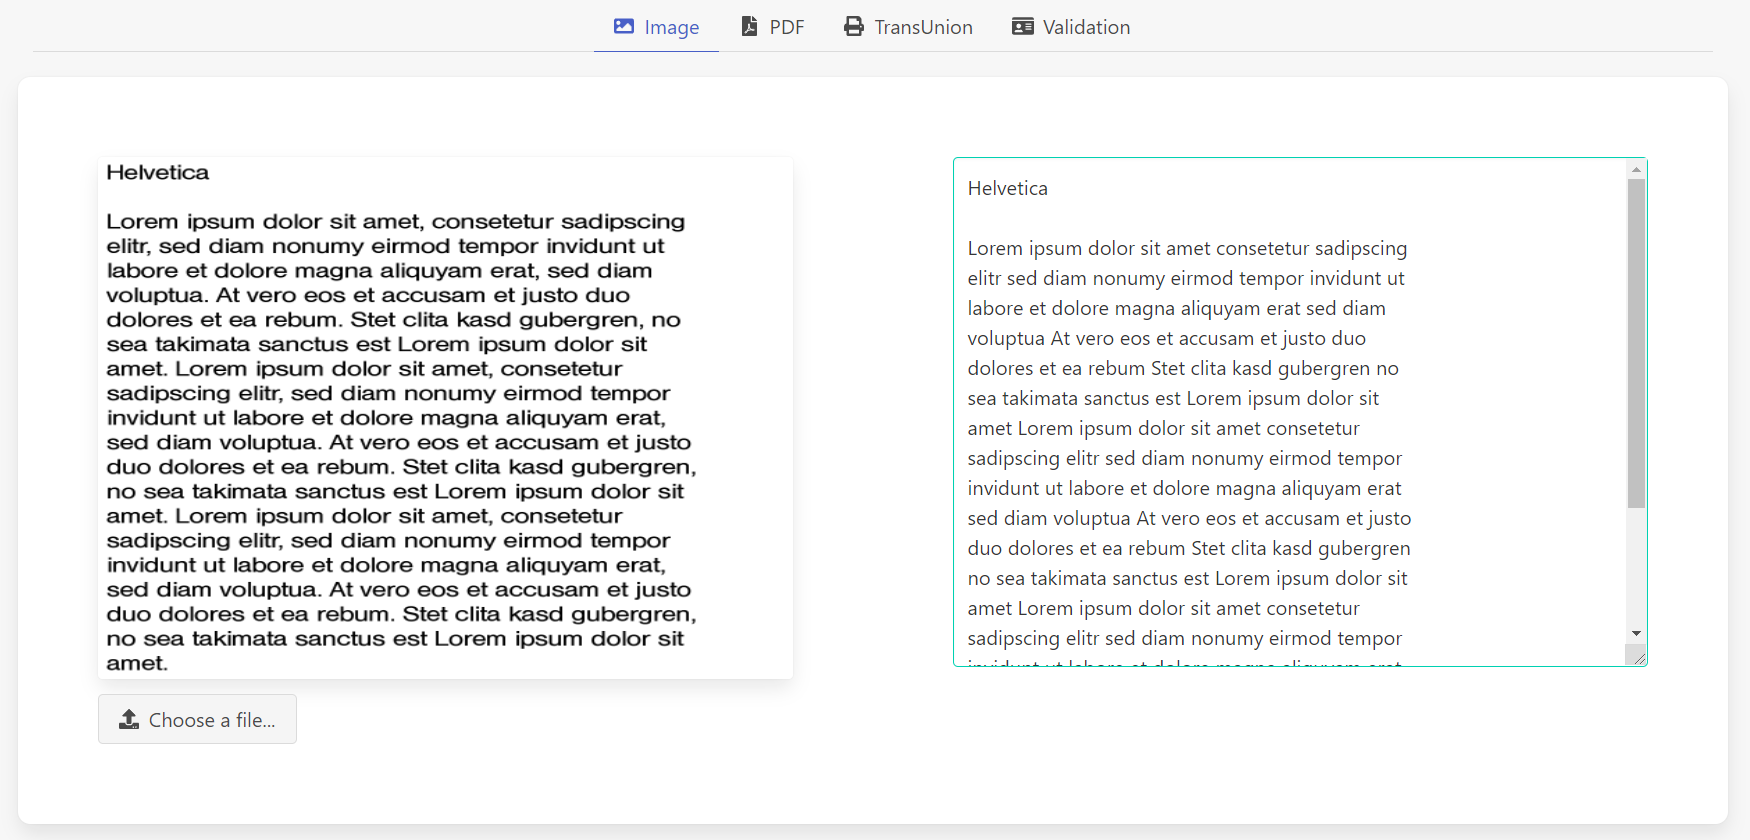 Image PDF TransUnion Validation
Helvetica
Lorem ipsum dolor sit amet, consetetur sadipscing
elitr, sed diam nonumy eirmod tempor invidunt ut
labore et dolore magna aliquyam erat, sed diam
voluptua. At vero eos et accusam et justo duo
dolores et ea rebum. Stet clita kasd gubergren, no
sea takimata sanctus est Lorem ipsum dolor sit
amet. Lorem ipsum dolor sit amet, consetetur
sadipscing elitr, sed diam nonumy eirmod tempor
invidunt ut labore et dolore magna aliquyam erat,
sed diam voluptua. At vero eos et accusam et justo
duo dolores et ea rebum. Stet clita kasd gubergren,
no sea takimata sanctus est Lorem ipsum dolor sit
amet. Lorem ipsum dolor sit amet, consetetur
sadipscing elitr, sed diam nonumy eirmod tempor
invidunt ut labore et dolore magna aliquyam erat,
sed diam voluptua. At vero eos et accusam et justo
duo dolores et ea rebum. Stet clita kasd gubergren,
no sea takimata sanctus est Lorem ipsum dolor sit
amet.
Choose a file...
Helvetica
Lorem ipsum dolor sit amet consetetur sadipscing
elitr sed diam nonumy eirmod tempor invidunt ut
labore et dolore magna aliquyam erat sed diam
voluptua At vero eos et accusam et justo duo
dolores et ea rebum Stet clita kasd gubergren no
sea takimata sanctus est Lorem ipsum dolor sit
amet Lorem ipsum dolor sit amet consetetur
sadipscing elitr sed diam nonumy eirmod tempor
invidunt ut labore et dolore magna aliquyam erat
sed diam voluptua At vero eos et accusam et justo
duo dolores et ea rebum Stet clita kasd gubergren
no sea takimata sanctus est Lorem ipsum dolor sit
amet Lorem ipsum dolor sit amet consetetur
sadipscing elitr sed diam nonumy eirmod tempor